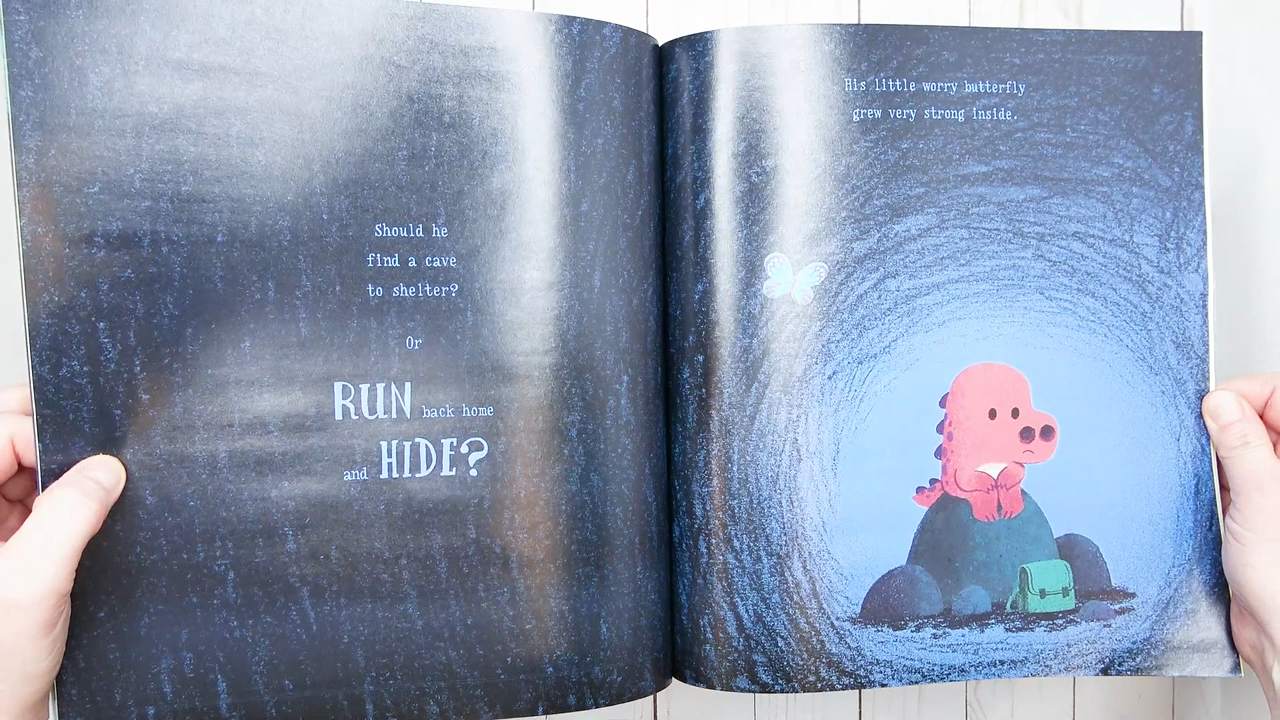 Should he
find a cave
to shelter?
Or
RUN back home
and HIDE?
His little worry butterfly
grew very strong inside.